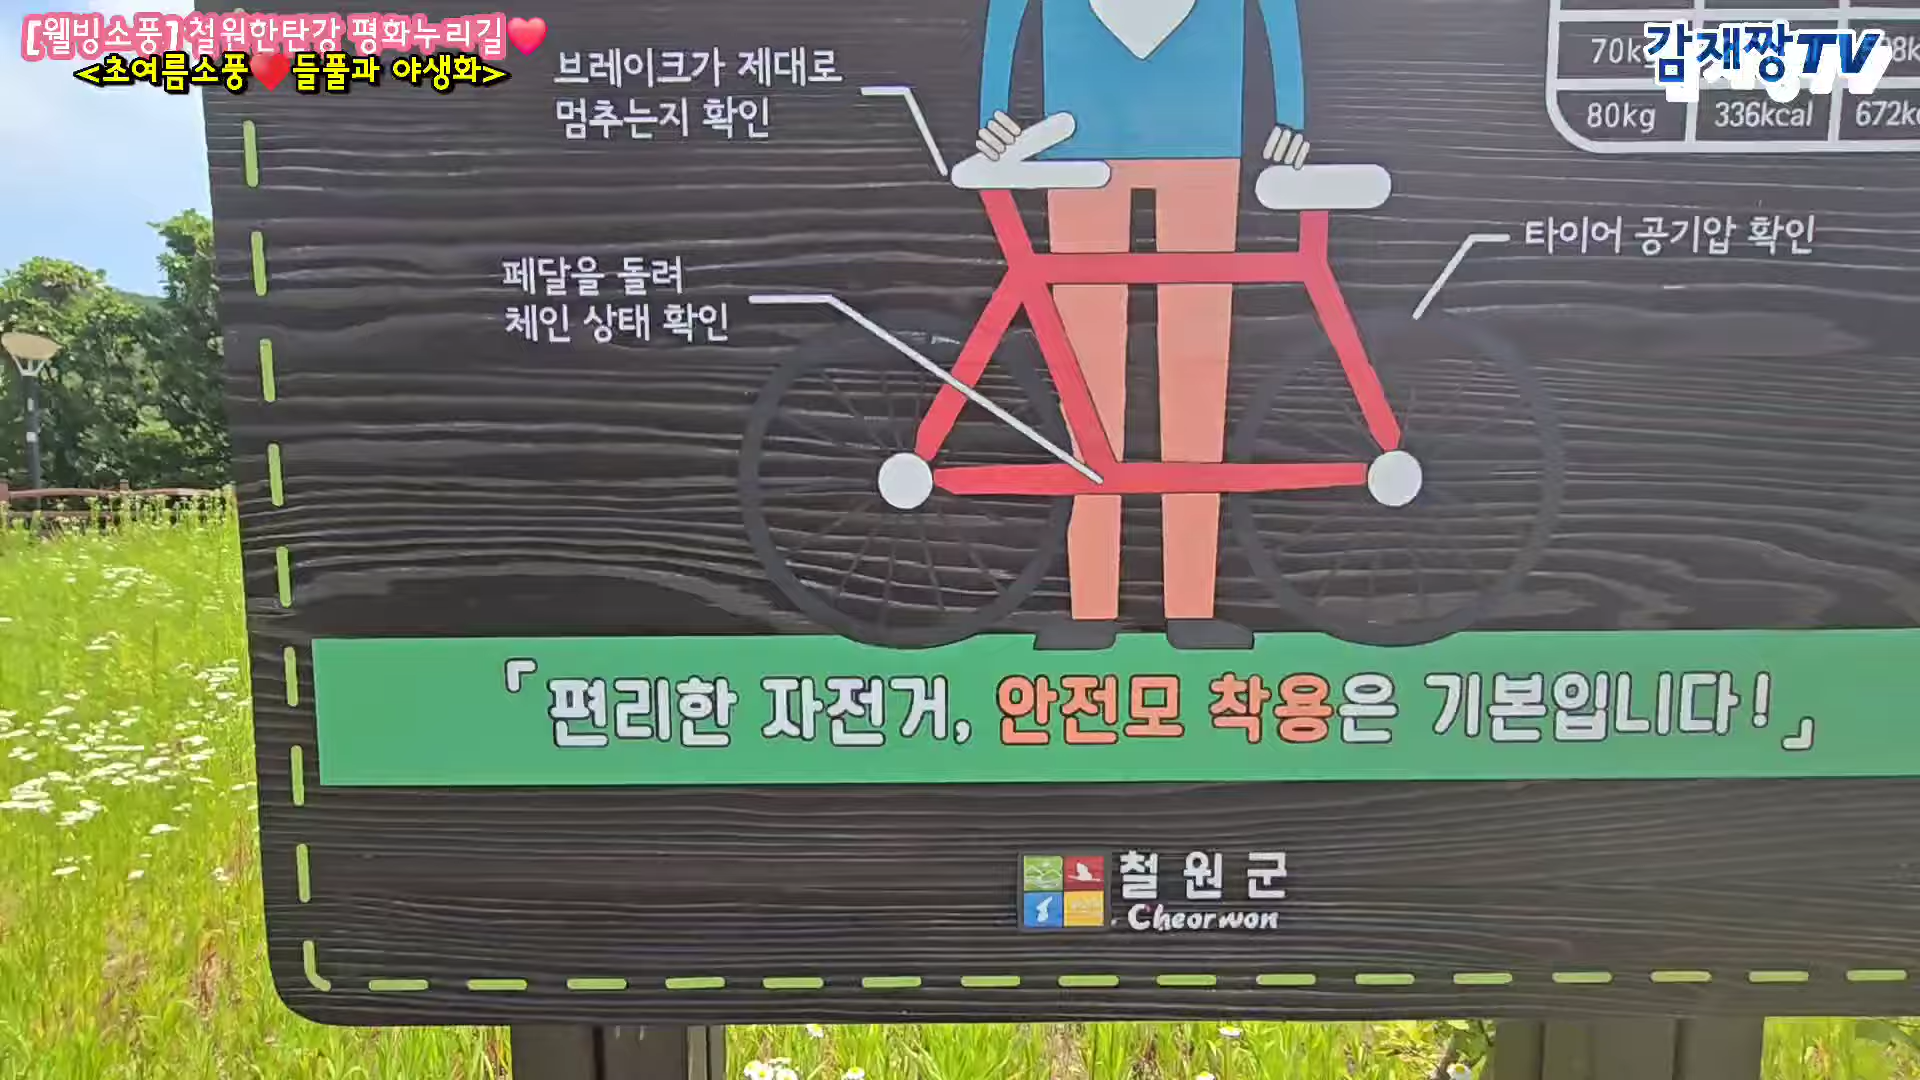 [웰빙소풍] 철원한탄강 평화누리길
<초여름소풍 들풀과 야생화>
감재짱TV
70kg
80kg 336kcal
브레이크가 제대로
멈추는지 확인
타이어 공기압 확인
페달을 돌려
체인 상태 확인
「편리한 자전거, 안전모 착용은 기본입니다!」
철원군
Cheorwon